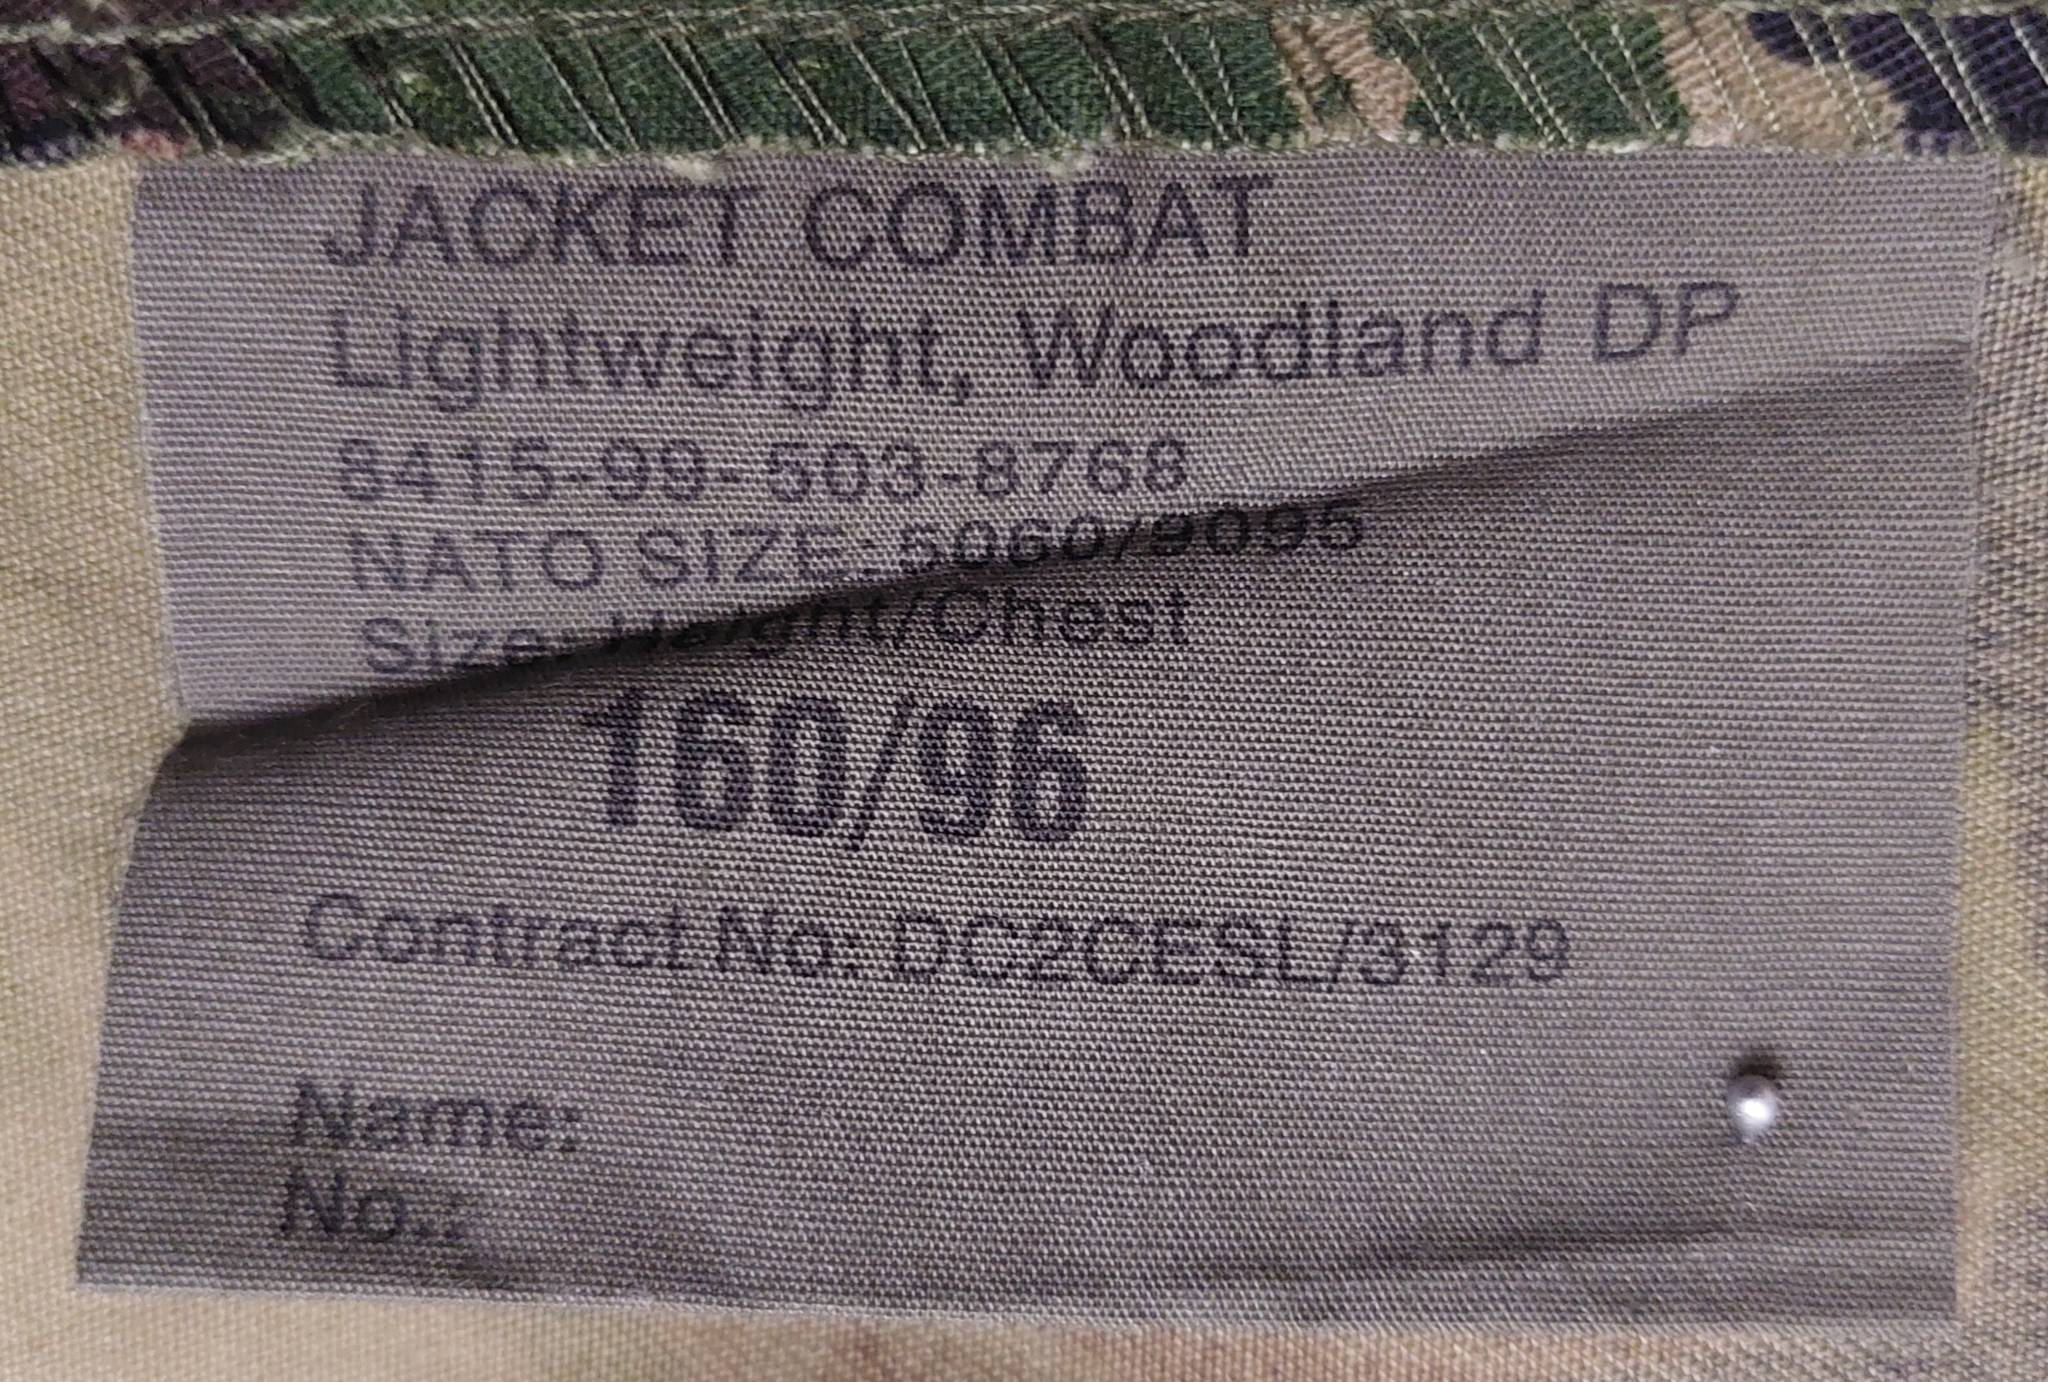 JACKET COMBAT
Lightweight, Woodland DP
8415-99-503-8768
NATO SIZE: 5060/9095
Size: Height/Chest
160/96
Contract No: DC2CESL/3129
Name:
No.: